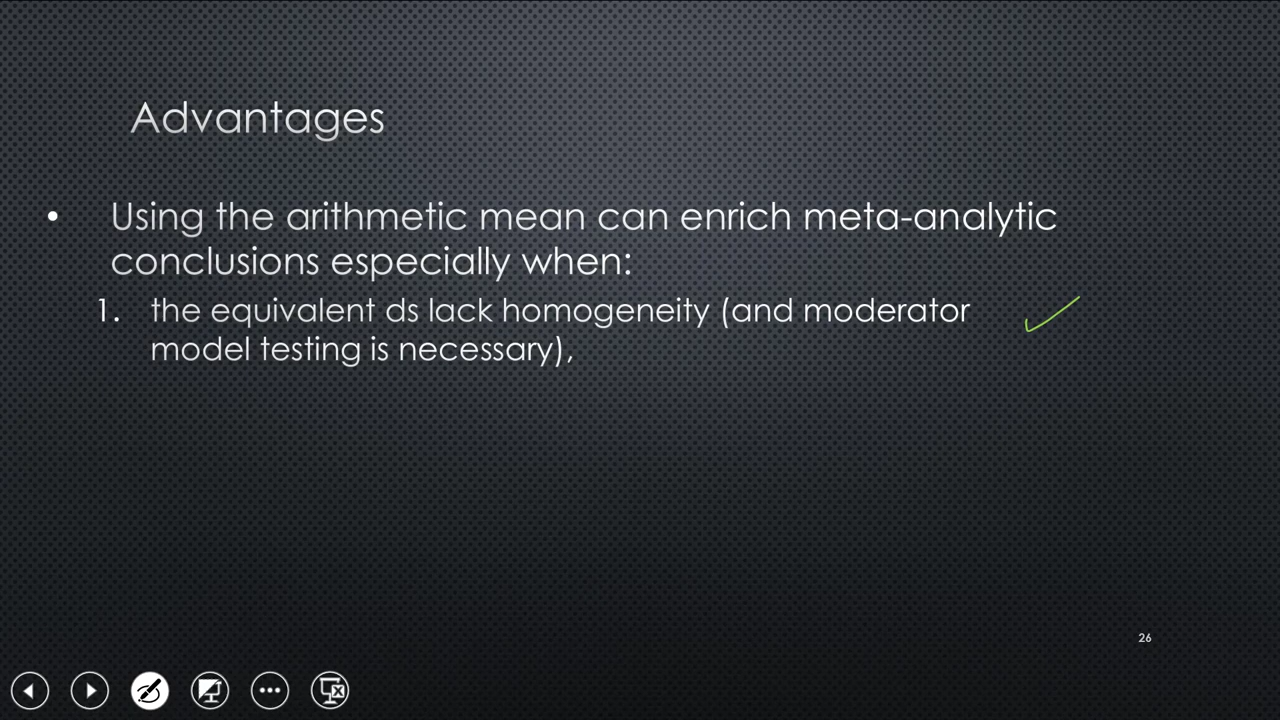 Advantages
• Using the arithmetic mean can enrich meta-analytic
conclusions especially when:
1. the equivalent ds lack homogeneity (and moderator
model testing is necessary),
26